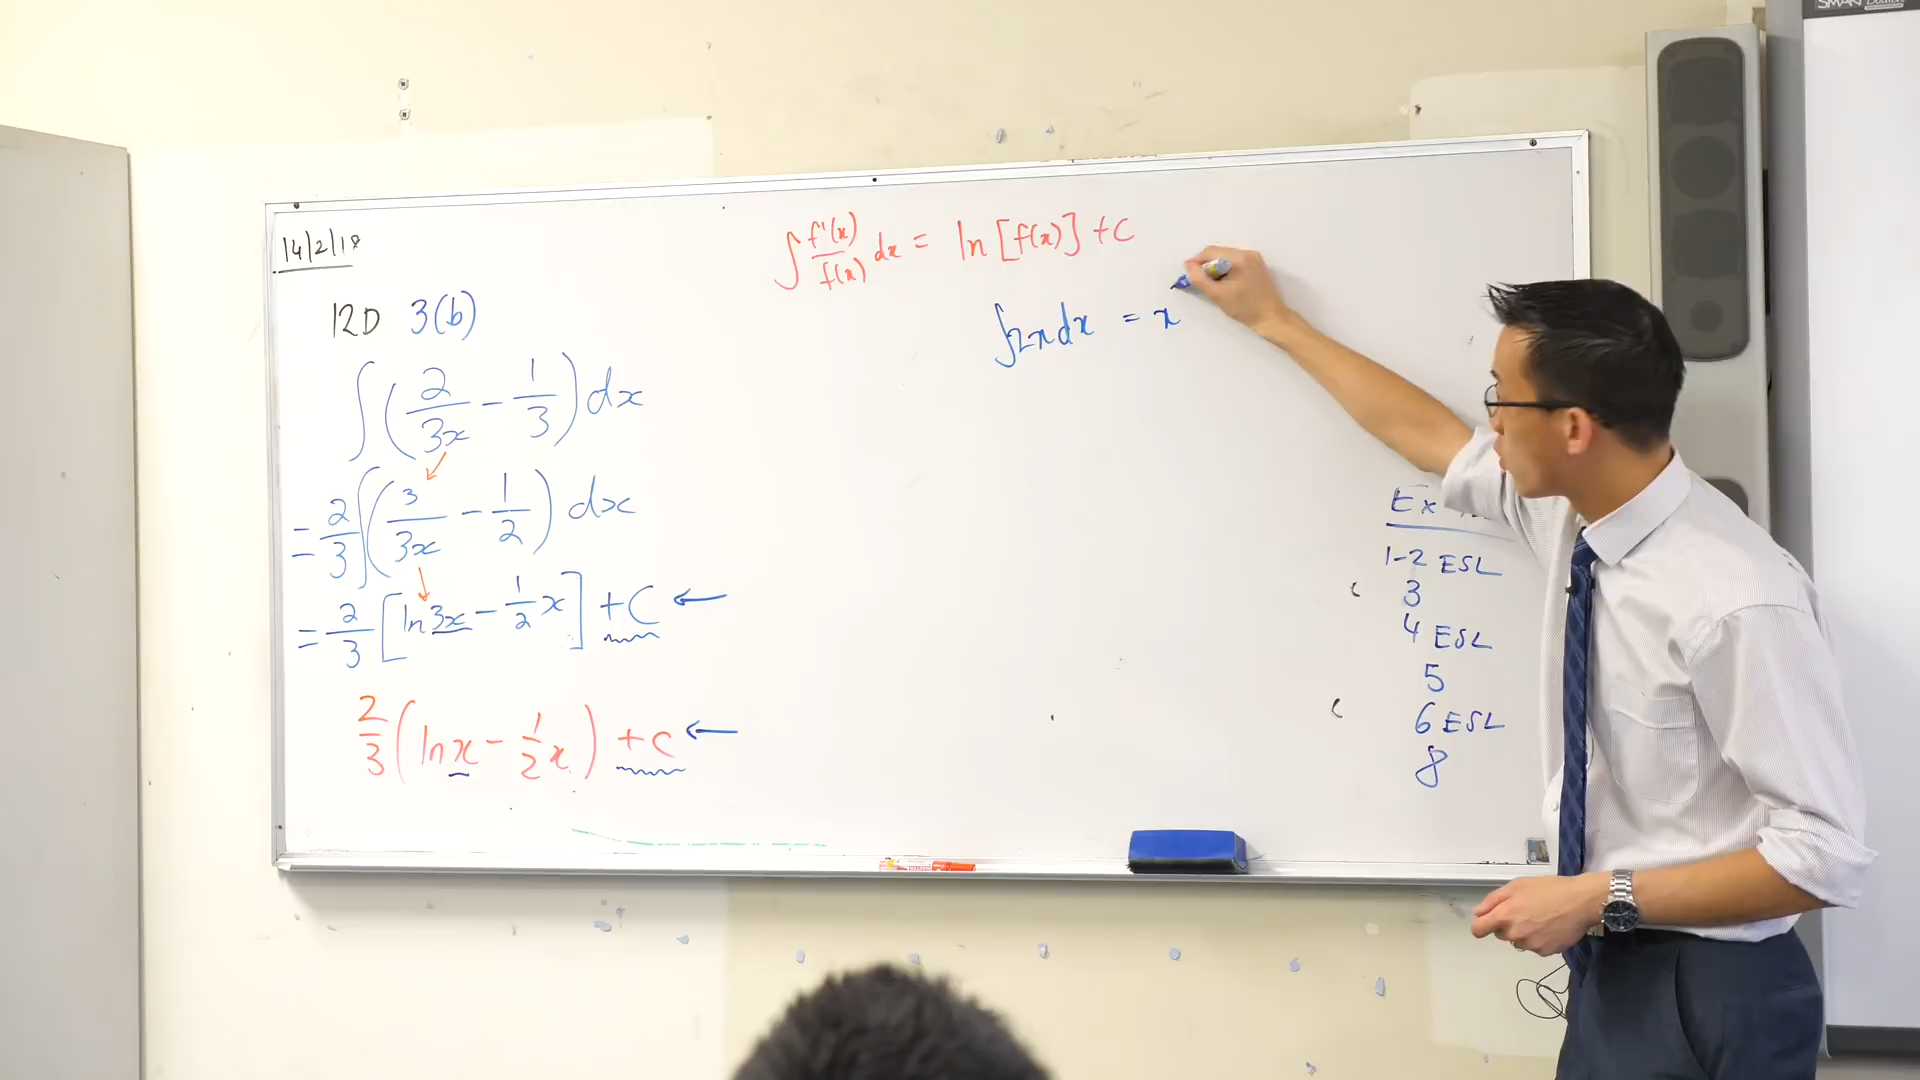 SMART
14/2/18
12D 3(b)
∫(2/3x - 1/3)dx
= 2/3 ∫(3/3x - 1/2) dx
= 2/3 [ln 3x - 1/2 x] + C ←
2/3 (ln x - 1/2 x) + C ←
∫ f'(x)/f(x) dx = ln [f(x)] + C
∫2x dx = x
Ex
1-2 ESL
3
4 ESL
5
6 ESL
8